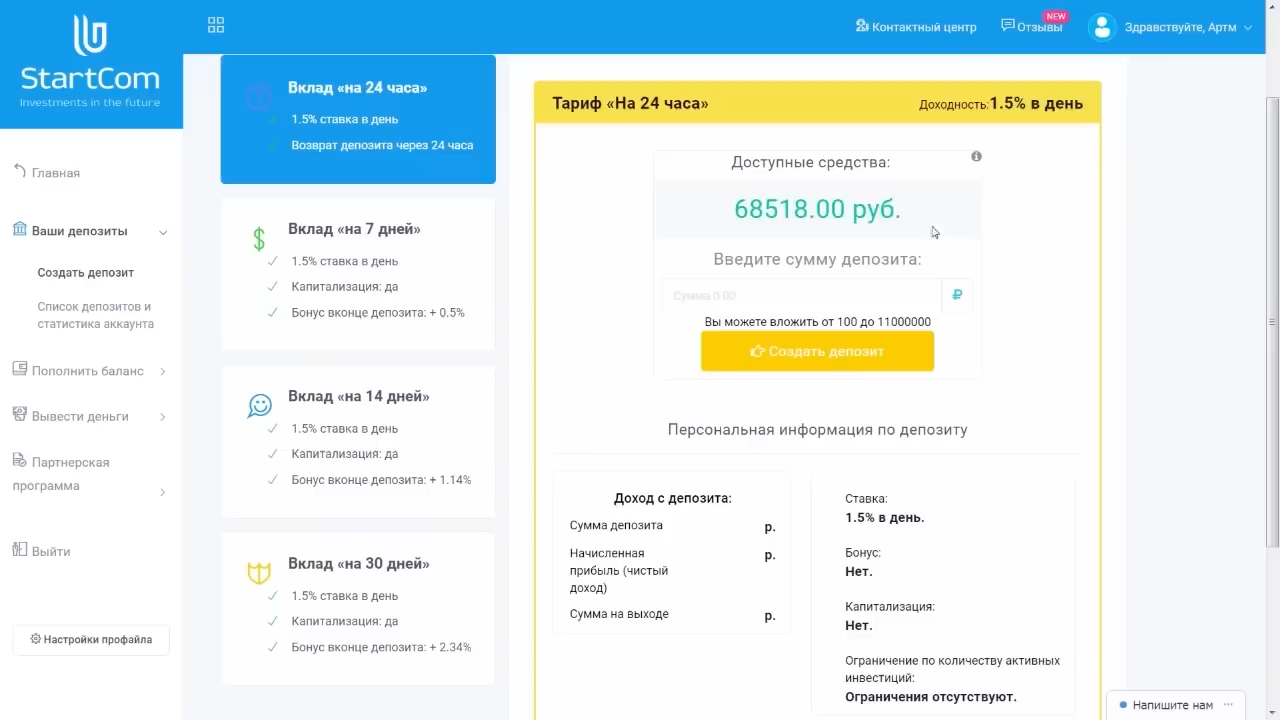 StartCom
Investments in the future
Контактный центр
Отзывы
NEW
Здравствуйте, Артм
Главная
Ваши депозиты
Создать депозит
Список депозитов и
статистика аккаунта
Пополнить баланс
Вывести деньги
Партнерская
программа
Выйти
Настройки профайла
Вклад «на 24 часа»
1.5% ставка в день
Возврат депозита через 24 часа
Вклад «на 7 дней»
1.5% ставка в день
Капитализация: да
Бонус вконце депозита: + 0.5%
Вклад «на 14 дней»
1.5% ставка в день
Капитализация: да
Бонус вконце депозита: + 1.14%
Вклад «на 30 дней»
1.5% ставка в день
Капитализация: да
Бонус вконце депозита: + 2.34%
Тариф «На 24 часа»
Доходность:1.5% в день
Доступные средства:
68518.00 руб.
Введите сумму депозита:
Сумма 0.00
₽
Вы можете вложить от 100 до 11000000
Создать депозит
Персональная информация по депозиту
Доход с депозита:
Сумма депозита р.
Начисленная р.
прибыль (чистый
доход)
Сумма на выходе р.
Ставка:
1.5% в день.
Бонус:
Нет.
Капитализация:
Нет.
Ограничение по количеству активных
инвестиций:
Ограничения отсутствуют.
Напишите нам